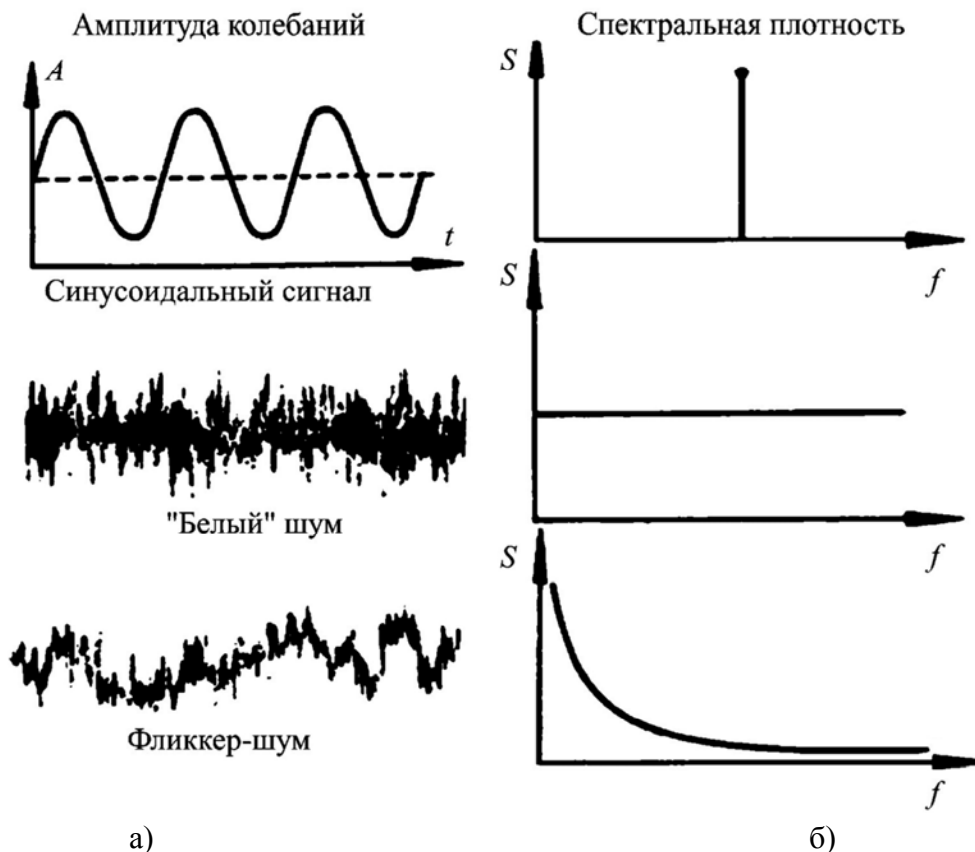 Амплитуда колебаний
Спектральная плотность
A
S
t
f
Синусоидальный сигнал
S
"Белый" шум
f
S
Фликкер-шум
f
а)
б)